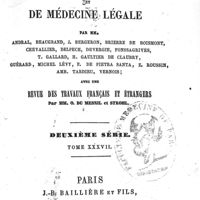 ET
DE MÉDECINE LÉGALE
PAR MM.
ANDRAL, BEAUGRAND, J. BERGERON, BRIERRE DE BOISMONT,
CHEVALLIER, DELPECH, DEVERGIE, FONSSAGRIVES,
T. GALLARD, H. GAULTIER DE CLAUBRY,
GUÉRARD, MICHEL LÉVY, P. DE PIETRA SANTA, Z. ROUSSIN,
AMB. TARDIEU, VERNOIS;
AVEC UNE
REVUE DES TRAVAUX FRANÇAIS ET ÉTRANGERS
PAR MM. O. DU MESNIL ET STROHL.
DEUXIÈME SÉRIE.
TOME XXXVII.
PARIS
J.-B. BAILLIÈRE ET FILS,